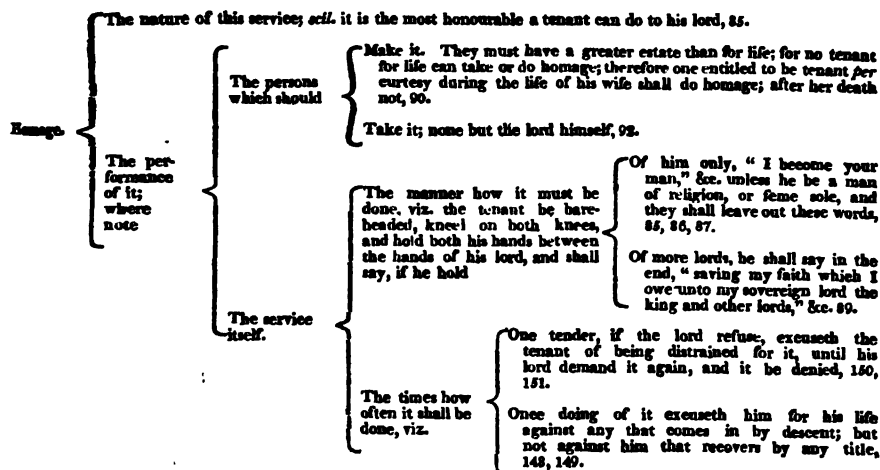 The nature of this service; scil. it is the most honourable a tenant can do to his lord, 85.
Homage.
The per-
formance
of it;
where
note
The persons
which should
Make it. They must have a greater estate than for life; for no tenant
for life can take or do homage; therefore one entitled to be tenant per
curtesy during the life of his wife shall do homage; after her death
not, 90.
Take it; none but the lord himself, 92.
The service
itself.
The manner how it must be
done, viz. the tenant be bare-
headed, kneel on both knees,
and hold both his hands between
the hands of his lord, and shall
say, if he hold
Of him only, “ I become your
man,” &c. unless he be a man
of religion, or feme sole, and
they shall leave out these words,
85, 86, 87.
Of more lords, he shall say in the
end, “ saving my faith which I
owe unto my sovereign lord the
king and other lords,” &c. 89.
The times how
often it shall be
done, viz.
One tender, if the lord refuse, excuseth the
tenant of being distrained for it, until his
lord demand it again, and it be denied, 150,
151.
Once doing of it excuseth him for his life
against any that comes in by descent; but
not against him that recovers by any title,
148, 149.